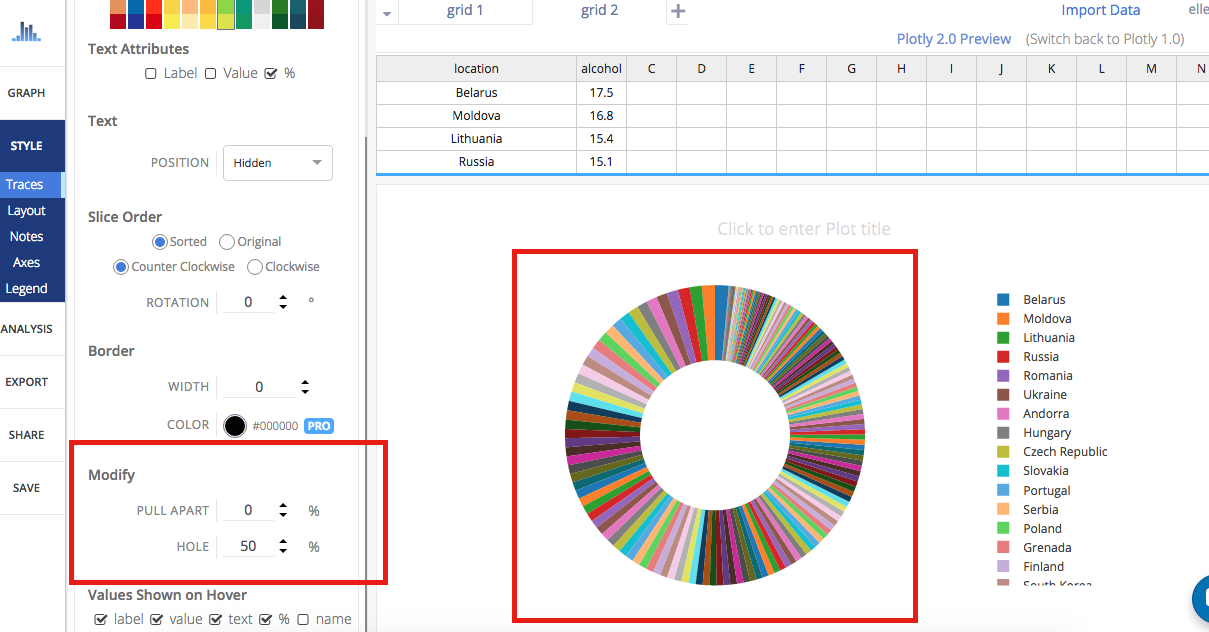 GRAPH
STYLE
Traces
Layout
Notes
Axes
Legend
ANALYSIS
EXPORT
SHARE
SAVE
Text Attributes
Label Value %
Text
POSITION Hidden
Slice Order
Sorted Original
Counter Clockwise Clockwise
ROTATION 0 °
Border
WIDTH 0
COLOR #000000 PRO
Modify
PULL APART 0 %
HOLE 50 %
Values Shown on Hover
label value text % name
grid 1 grid 2 + Import Data elle
Plotly 2.0 Preview (Switch back to Plotly 1.0)
location alcohol C D E F G H I J K L M N
Belarus 17.5
Moldova 16.8
Lithuania 15.4
Russia 15.1
Click to enter Plot title
Belarus
Moldova
Lithuania
Russia
Romania
Ukraine
Andorra
Hungary
Czech Republic
Slovakia
Portugal
Serbia
Poland
Grenada
Finland
South Korea